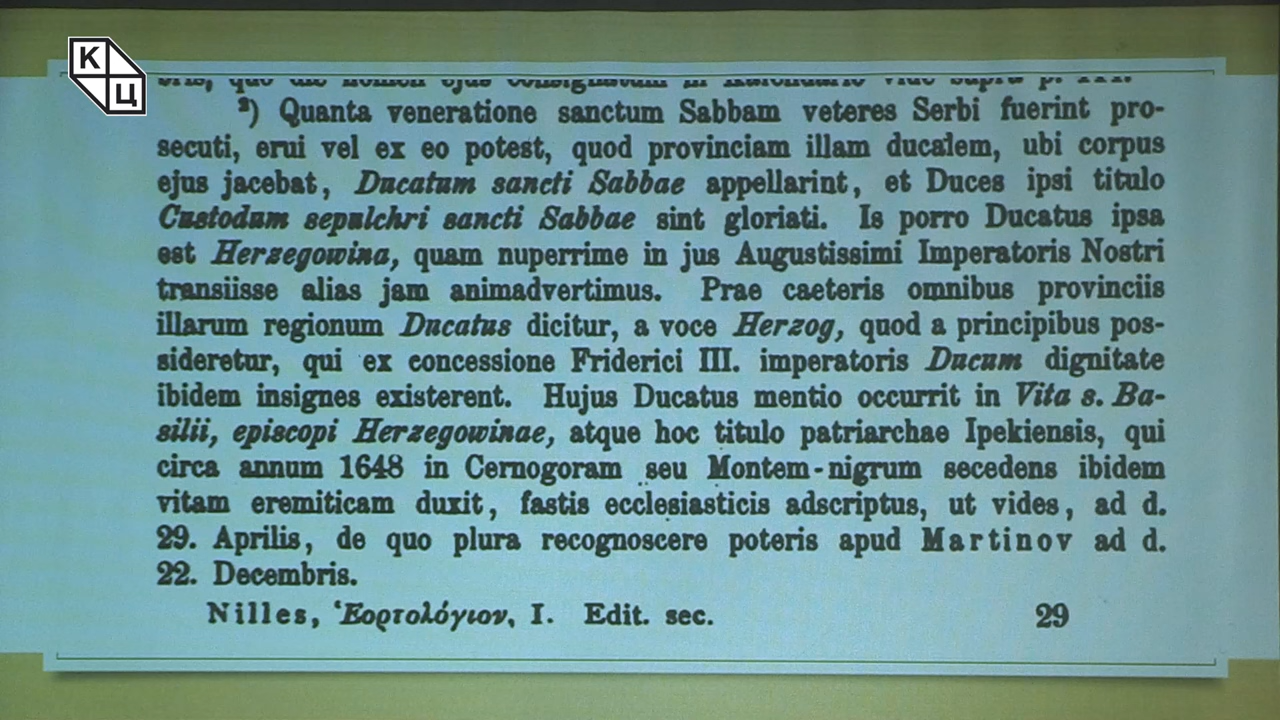 К
Ц
²) Quanta veneratione sanctum Sabbam veteres Serbi fuerint pro-
secuti, erui vel ex eo potest, quod provinciam illam ducalem, ubi corpus
ejus jacebat, Ducatum sancti Sabbae appellarint, et Duces ipsi titulo
Custodum sepulchri sancti Sabbae sint gloriati. Is porro Ducatus ipsa
est Herzegowina, quam nuperrime in jus Augustissimi Imperatoris Nostri
transiisse alias jam animadvertimus. Prae caeteris omnibus provinciis
illarum regionum Ducatus dicitur, a voce Herzog, quod a principibus pos-
sideretur, qui ex concessione Friderici III. imperatoris Ducum dignitate
ibidem insignes existerent. Hujus Ducatus mentio occurrit in Vita s. Ba-
silii, episcopi Herzegowinae, atque hoc titulo patriarchae Ipekiensis, qui
circa annum 1648 in Cernogoram seu Montem-nigrum secedens ibidem
vitam eremiticam duxit, fastis ecclesiasticis adscriptus, ut vides, ad d.
29. Aprilis, de quo plura recognoscere poteris apud Martinov ad d.
22. Decembris.
Nilles, Ἑορτολόγιον, I. Edit. sec. 29